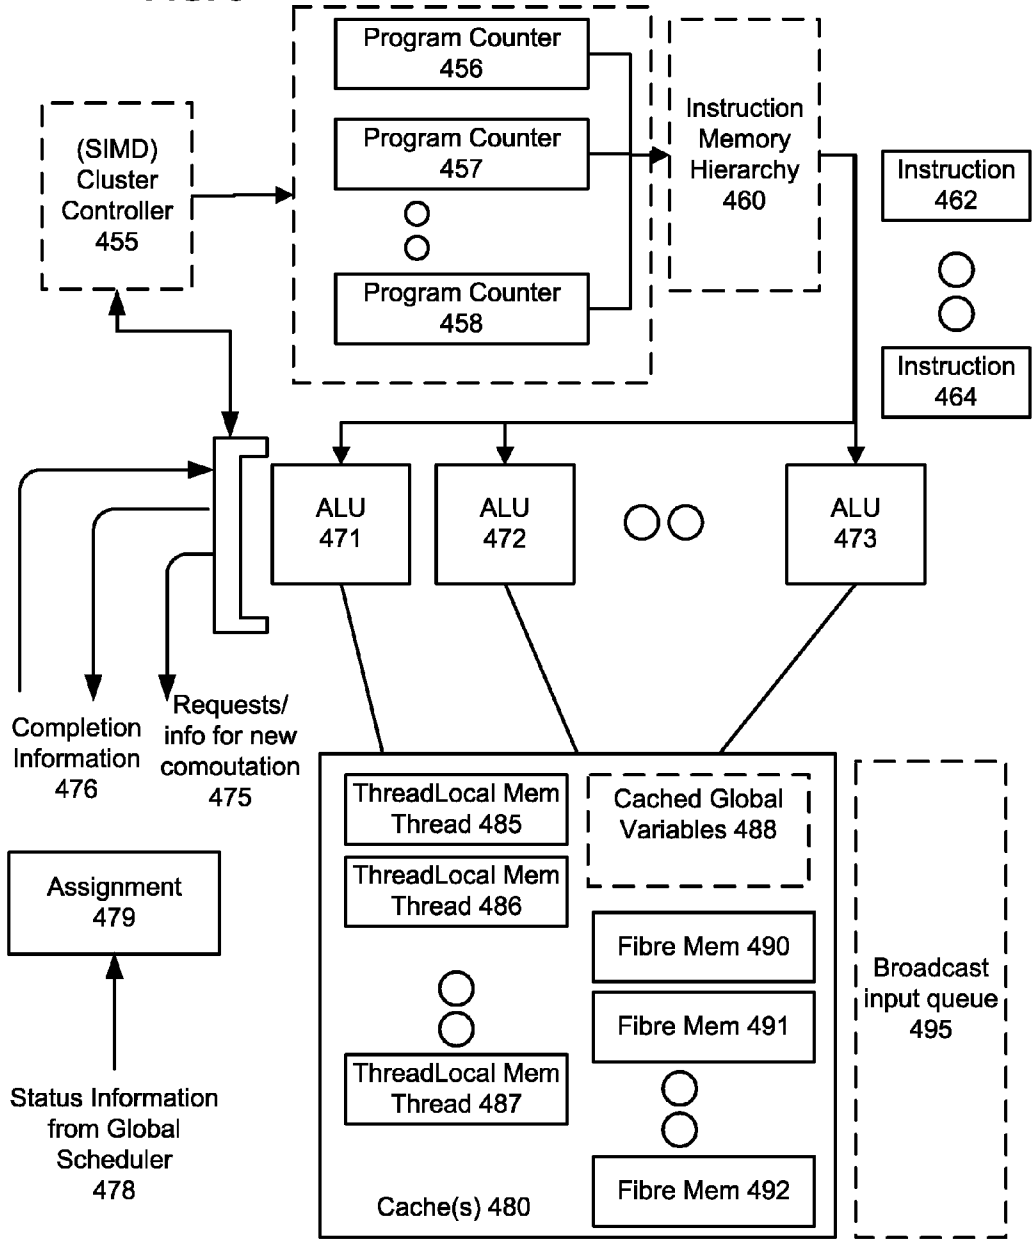 Program Counter
456
Program Counter
457
Program Counter
458
(SIMD)
Cluster
Controller
455
Instruction
Memory
Hierarchy
460
Instruction
462
Instruction
464
ALU
471
ALU
472
ALU
473
Completion
Information
476
Requests/
info for new
comoutation
475
Assignment
479
Status Information
from Global
Scheduler
478
ThreadLocal Mem
Thread 485
ThreadLocal Mem
Thread 486
ThreadLocal Mem
Thread 487
Cached Global
Variables 488
Fibre Mem 490
Fibre Mem 491
Fibre Mem 492
Cache(s) 480
Broadcast
input queue
495